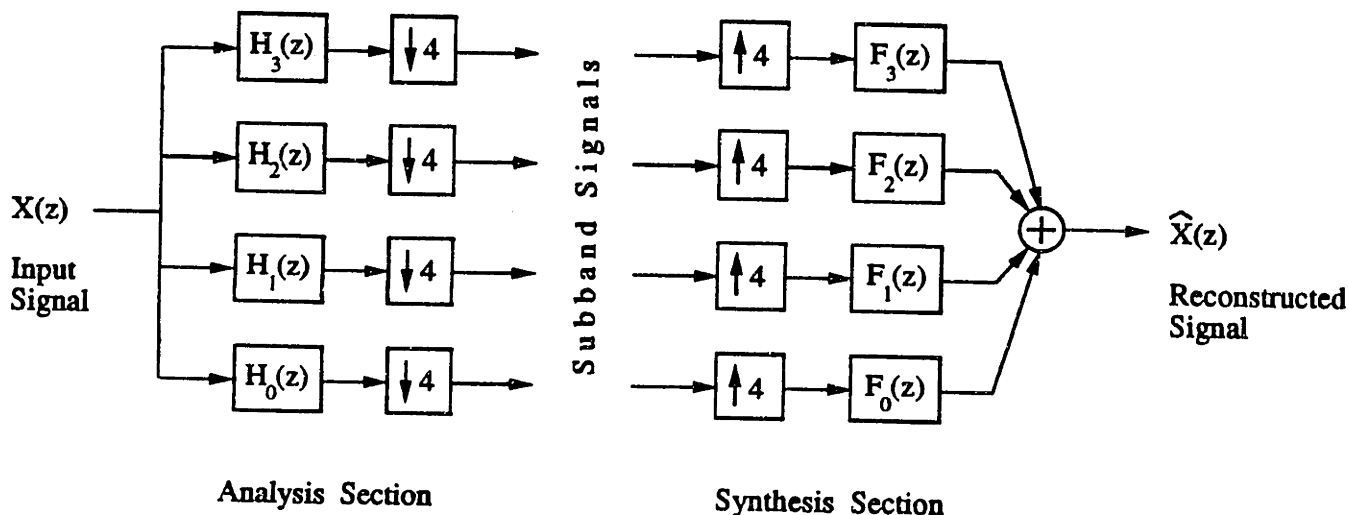 H3(z) ↓4 ↑4 F3(z)
H2(z) ↓4 ↑4 F2(z)
X(z)
Input
Signal
Subband Signals
+
X̂(z)
Reconstructed
Signal
H1(z) ↓4 ↑4 F1(z)
H0(z) ↓4 ↑4 F0(z)
Analysis Section
Synthesis Section